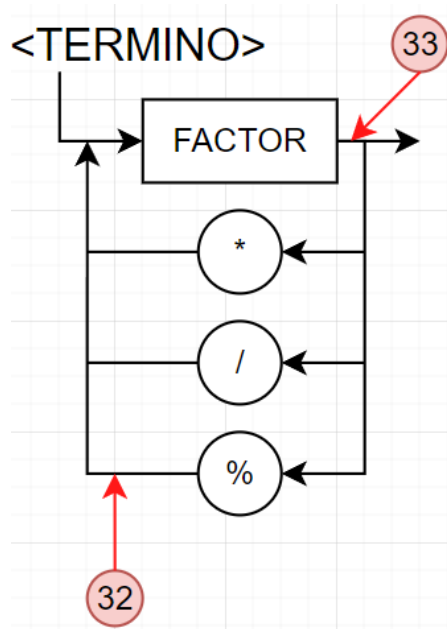 <TERMINO>
33
FACTOR
*
/
%
32